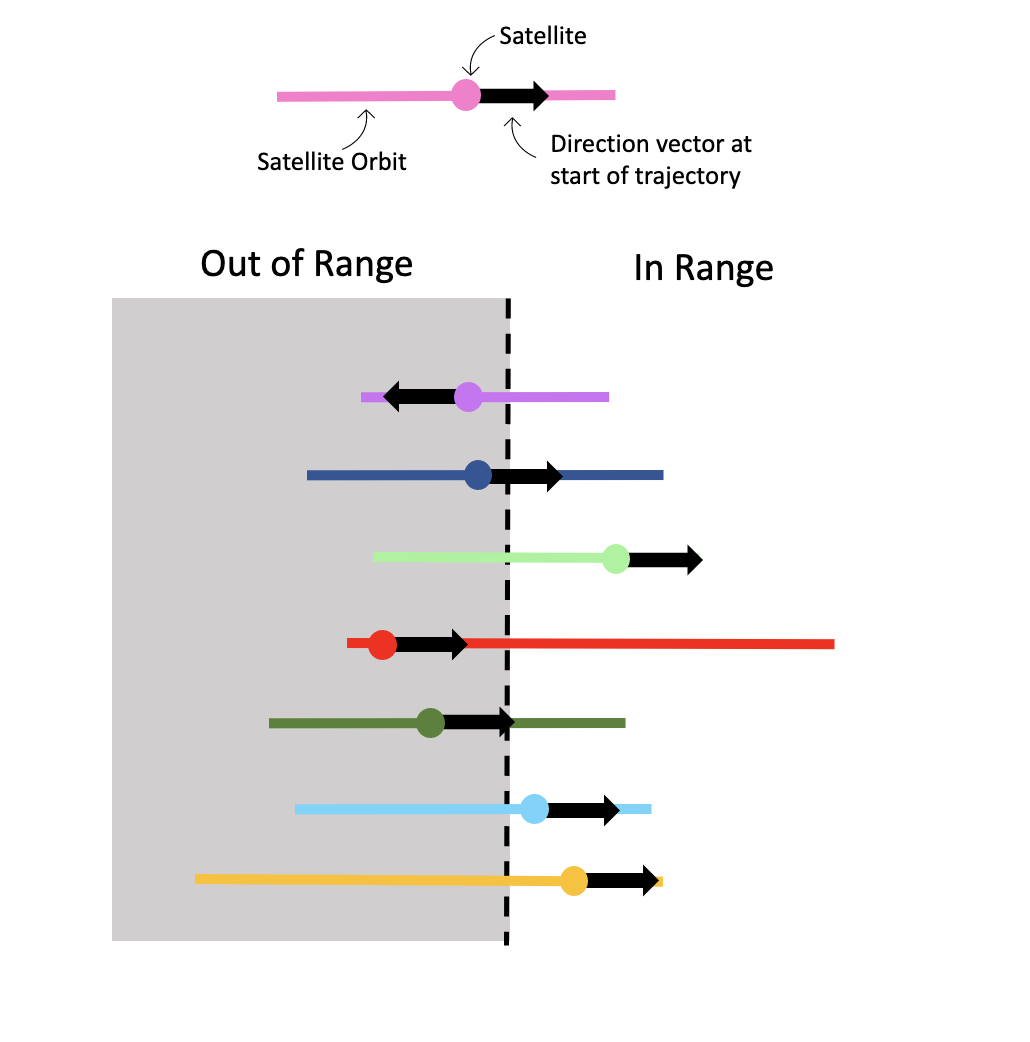 Satellite
Satellite Orbit
Direction vector at
start of trajectory
Out of Range
In Range